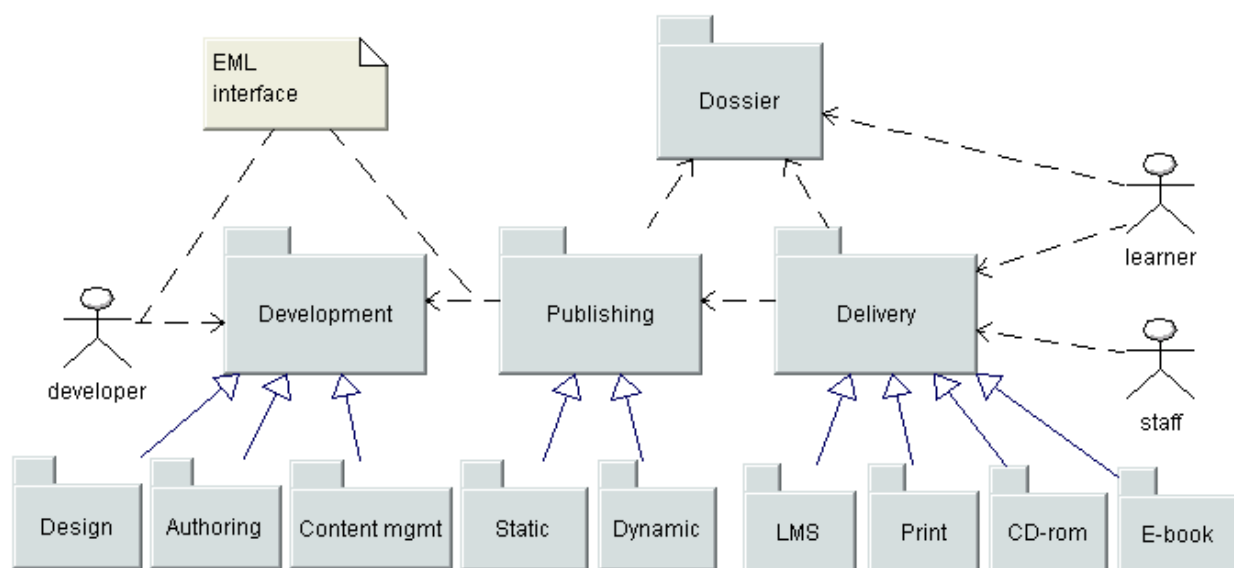 EML
interface
Dossier
learner
Development
Publishing
Delivery
developer
staff
Design
Authoring
Content mgmt
Static
Dynamic
LMS
Print
CD-rom
E-book